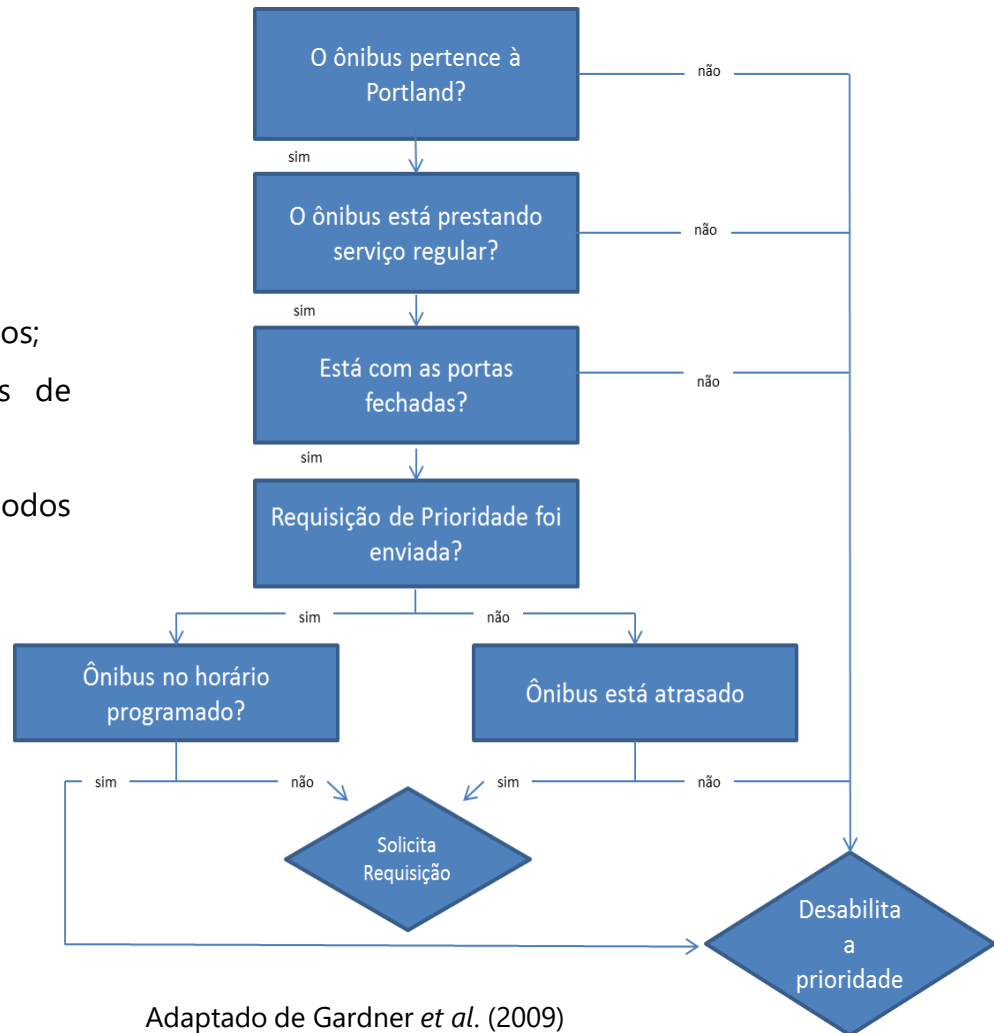 O ônibus pertence à
Portland?
não
sim
O ônibus está prestando
serviço regular?
não
sim
os;
Está com as portas
fechadas?
não
s de
sim
odos
Requisição de Prioridade foi
enviada?
sim
não
Ônibus no horário
programado?
Ônibus está atrasado
sim
não
sim
não
Solicita
Requisição
Desabilita
a
prioridade
Adaptado de Gardner et al. (2009)